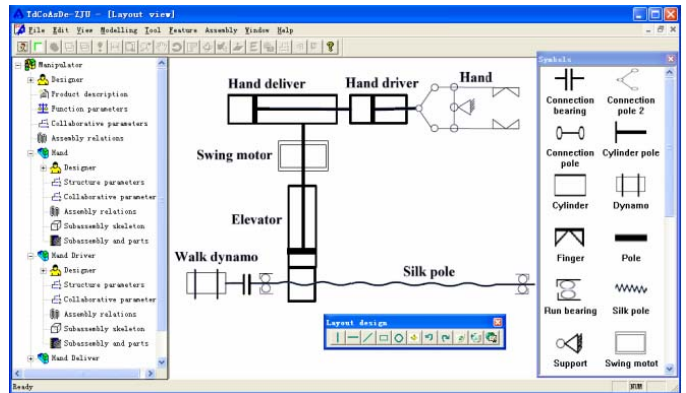 TdCoAsDe-ZJU - [Layout view]
File Edit View Modelling Tool Feature Assembly Window Help
Manipulator
Designer
Product description
Function parameters
Collaborative parameters
Assembly relations
Hand
Designer
Structure parameters
Collaborative parameter
Assembly relations
Subassembly skeleton
Subassembly and parts
Hand Driver
Designer
Structure parameters
Collaborative parameter
Assembly relations
Subassembly skeleton
Subassembly and parts
Hand Deliver
Hand deliver Hand driver Hand
Swing motor
Elevator
Walk dynamo
Silk pole
Layout design
Symbols
Connection bearing
Connection pole 2
Connection pole
Cylinder pole
Cylinder
Dynamo
Finger
Pole
Run bearing
Silk pole
Support
Swing motot
Ready
NUM